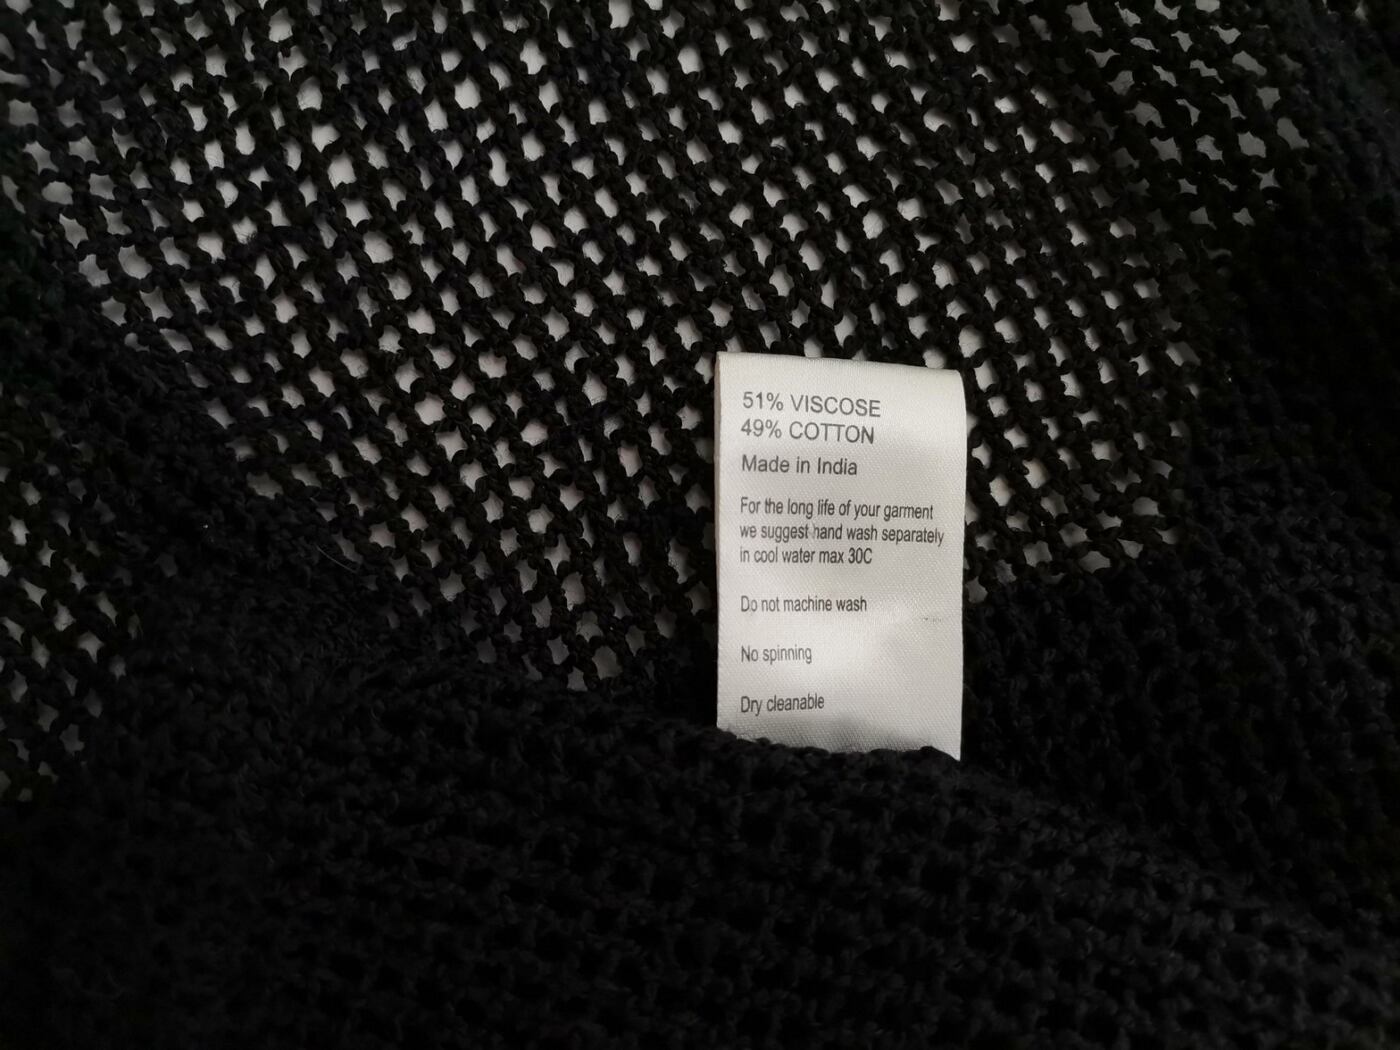 51% VISCOSE
49% COTTON
Made in India
For the long life of your garment
we suggest hand wash separately
in cool water max 30C
Do not machine wash
No spinning
Dry cleanable